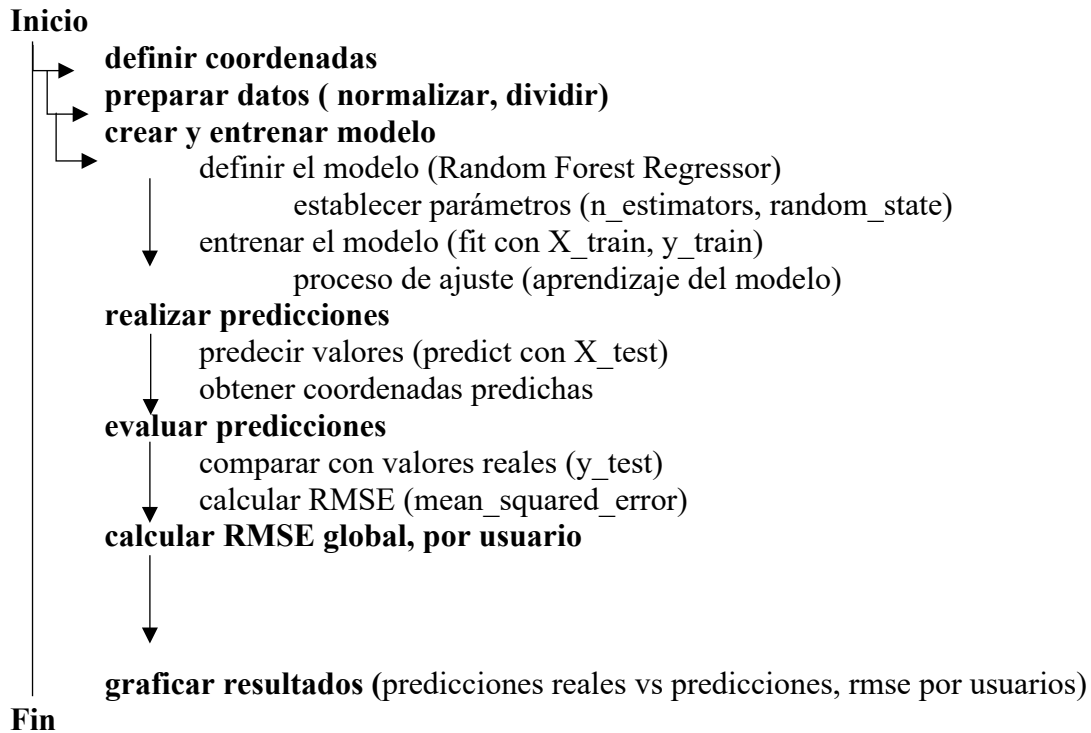 Inicio
definir coordenadas
preparar datos ( normalizar, dividir)
crear y entrenar modelo
definir el modelo (Random Forest Regressor)
establecer parámetros (n_estimators, random_state)
entrenar el modelo (fit con X_train, y_train)
proceso de ajuste (aprendizaje del modelo)
realizar predicciones
predecir valores (predict con X_test)
obtener coordenadas predichas
evaluar predicciones
comparar con valores reales (y_test)
calcular RMSE (mean_squared_error)
calcular RMSE global, por usuario
graficar resultados (predicciones reales vs predicciones, rmse por usuarios)
Fin